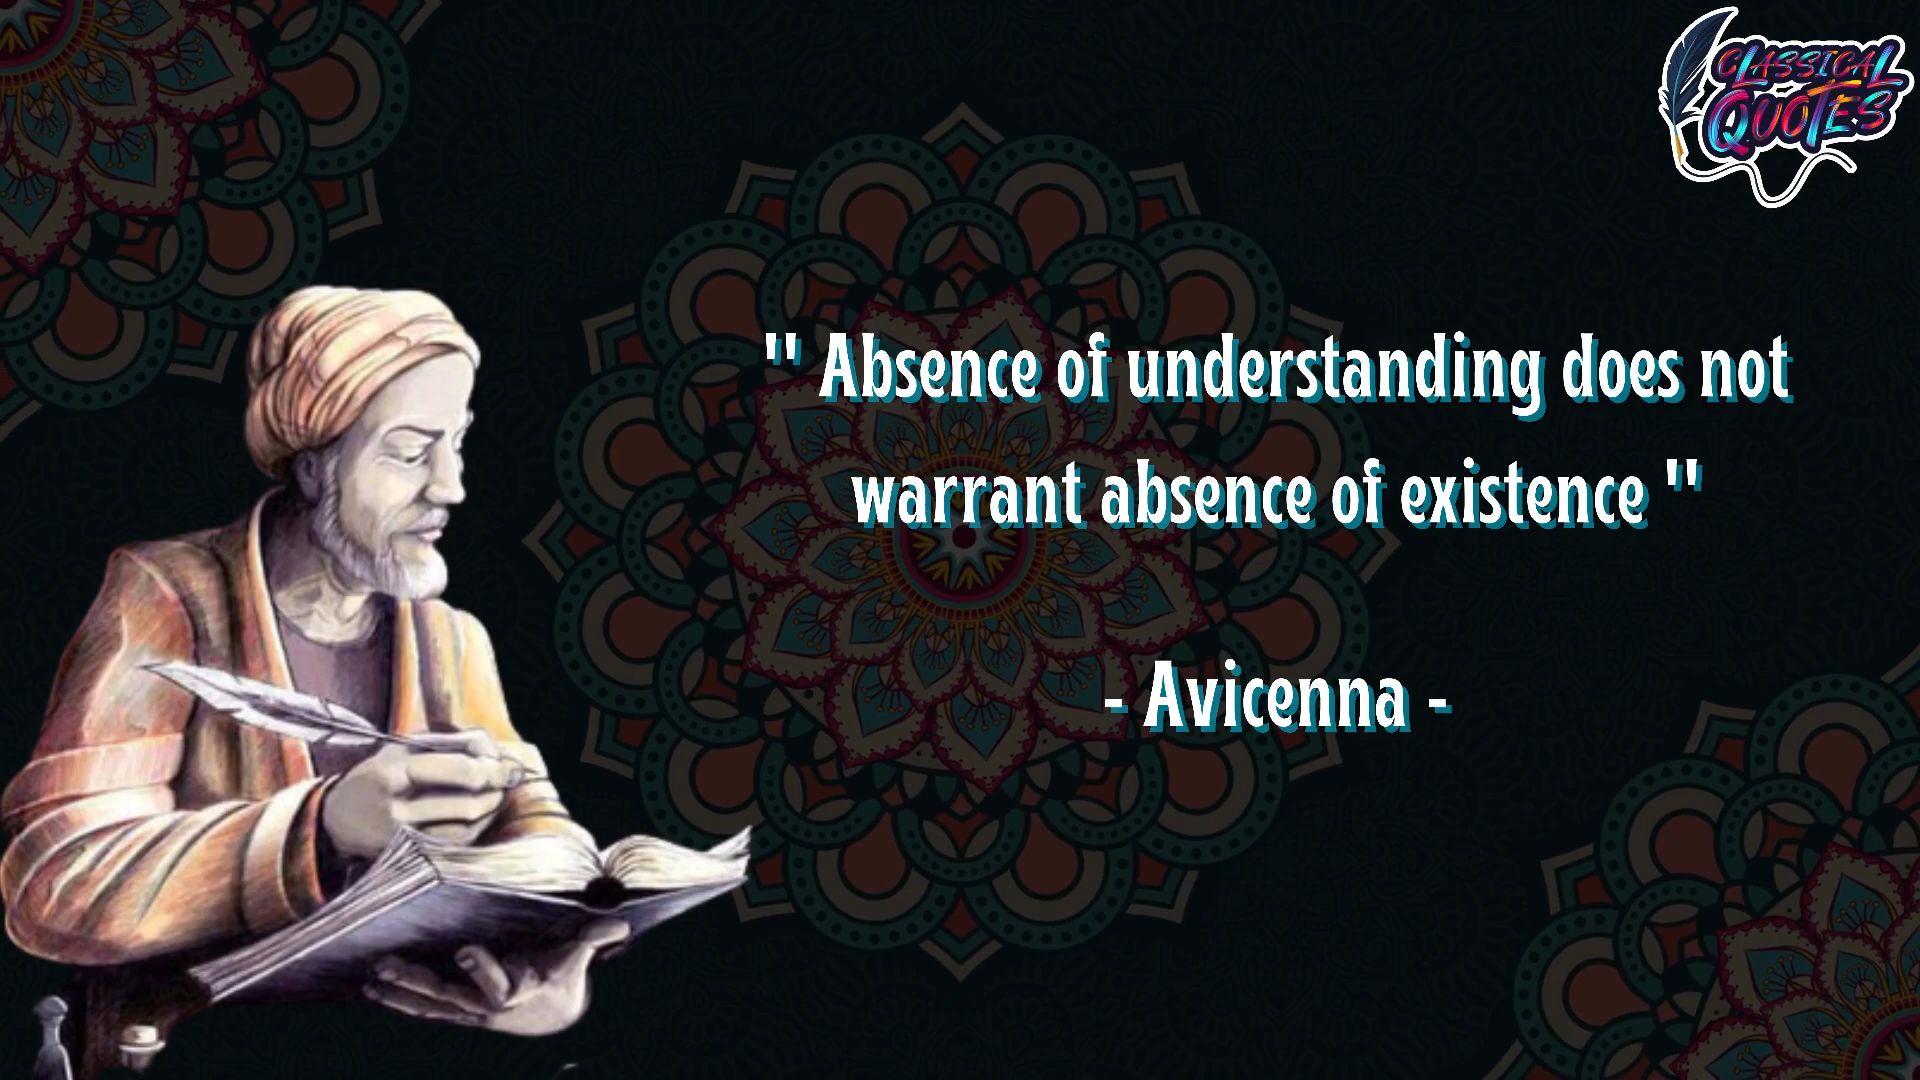 CLASSICAL
QUOTES
" Absence of understanding does not
warrant absence of existence "
- Avicenna -